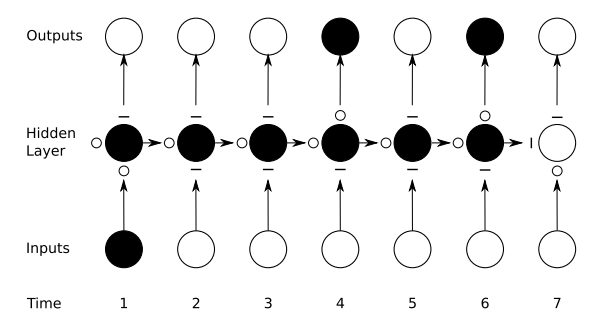 Outputs
Hidden
Layer
Inputs
Time 1 2 3 4 5 6 7